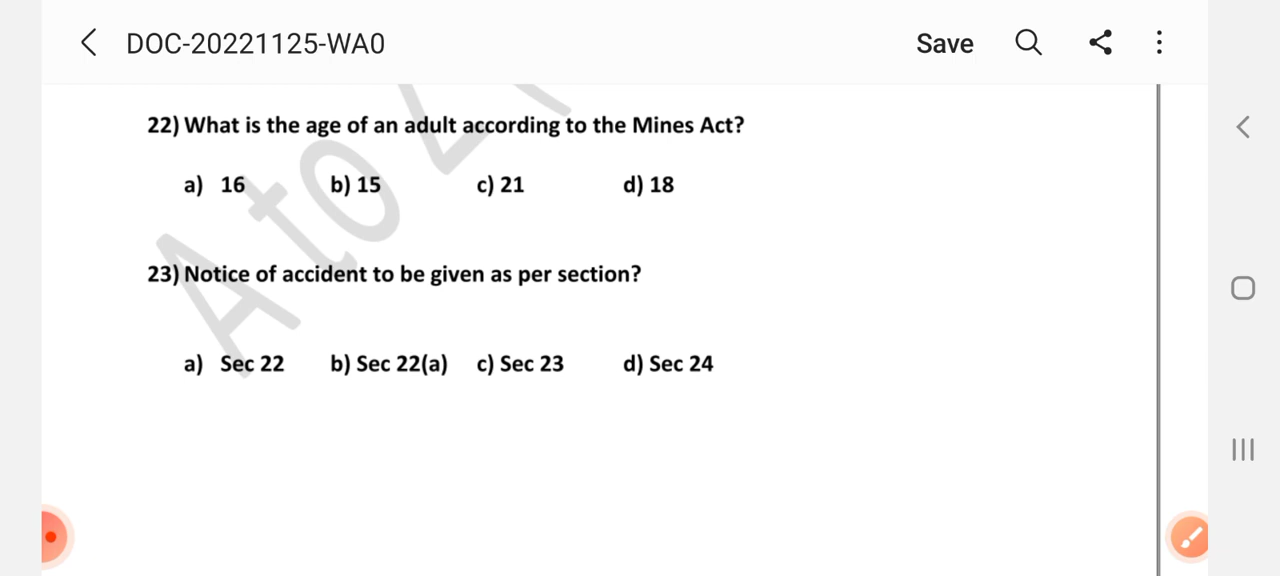 DOC-20221125-WA0 Save
22) What is the age of an adult according to the Mines Act?
a) 16 b) 15 c) 21 d) 18
23) Notice of accident to be given as per section?
a) Sec 22 b) Sec 22(a) c) Sec 23 d) Sec 24
A to Z